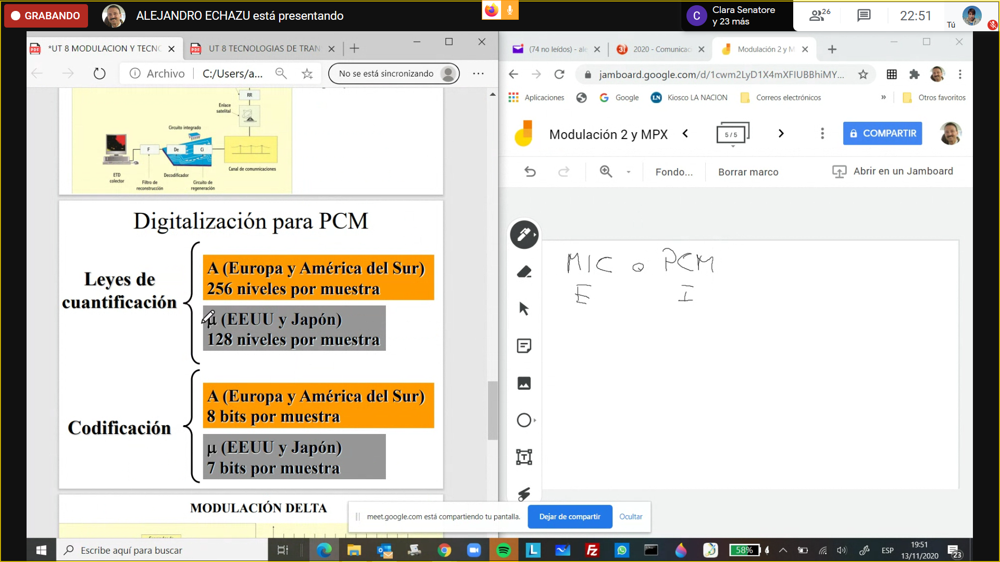 GRABANDO
ALEJANDRO ECHAZU está presentando
C
Clara Senatore
y 23 más
26
22:51
Tú
*UT 8 MODULACION Y TECNO
UT 8 TECNOLOGIAS DE TRAN
Archivo
C:/Users/a...
No se está sincronizando
RR
Enlace
satelital
Circuito integrado
F
De
Ci
ETD
colector
Filtro de
reconstrucción
Decodificador
Circuito de
regeneración
Canal de comunnicaciones
Digitalización para PCM
Leyes de
cuantificación
A (Europa y América del Sur)
256 niveles por muestra
μ (EEUU y Japón)
128 niveles por muestra
Codificación
A (Europa y América del Sur)
8 bits por muestra
μ (EEUU y Japón)
7 bits por muestra
MODULACIÓN DELTA
(74 no leídos) - ale
2020 - Comunicac
Modulación 2 y M
jamboard.google.com/d/1cwm2LyD1X4mXFIUBBhiMY...
Aplicaciones
Google
LN
Kiosco LA NACION
Correos electrónicos
»
Otros favoritos
Modulación 2 y MPX
5 / 5
COMPARTIR
Fondo...
Borrar marco
Abrir en un Jamboard
MIC o PCM
E I
meet.google.com está compartiendo tu pantalla.
Dejar de compartir
Ocultar
Escribe aquí para buscar
58%
ESP
19:51
13/11/2020
23